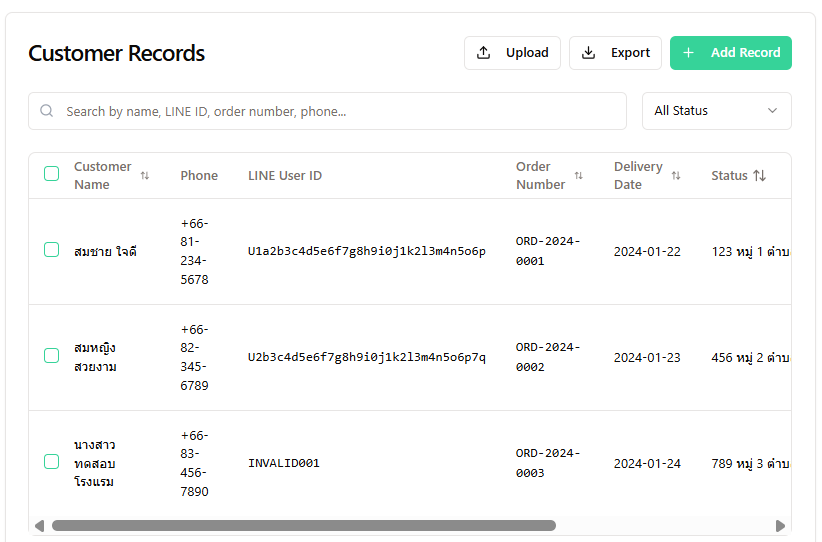 Customer Records
Upload
Export
Add Record
Search by name, LINE ID, order number, phone...
All Status
Customer
Name
Phone
LINE User ID
Order
Number
Delivery
Date
Status
สมชาย ใจดี
+66-
81-
234-
5678
U1a2b3c4d5e6f7g8h9i0j1k2l3m4n5o6p
ORD-2024-
0001
2024-01-22
123 หมู่ 1 ตำบ
สมหญิง
สวยงาม
+66-
82-
345-
6789
U2b3c4d5e6f7g8h9i0j1k2l3m4n5o6p7q
ORD-2024-
0002
2024-01-23
456 หมู่ 2 ตำบ
นางสาว
ทดสอบ
โรงแรม
+66-
83-
456-
7890
INVALID001
ORD-2024-
0003
2024-01-24
789 หมู่ 3 ตำบ